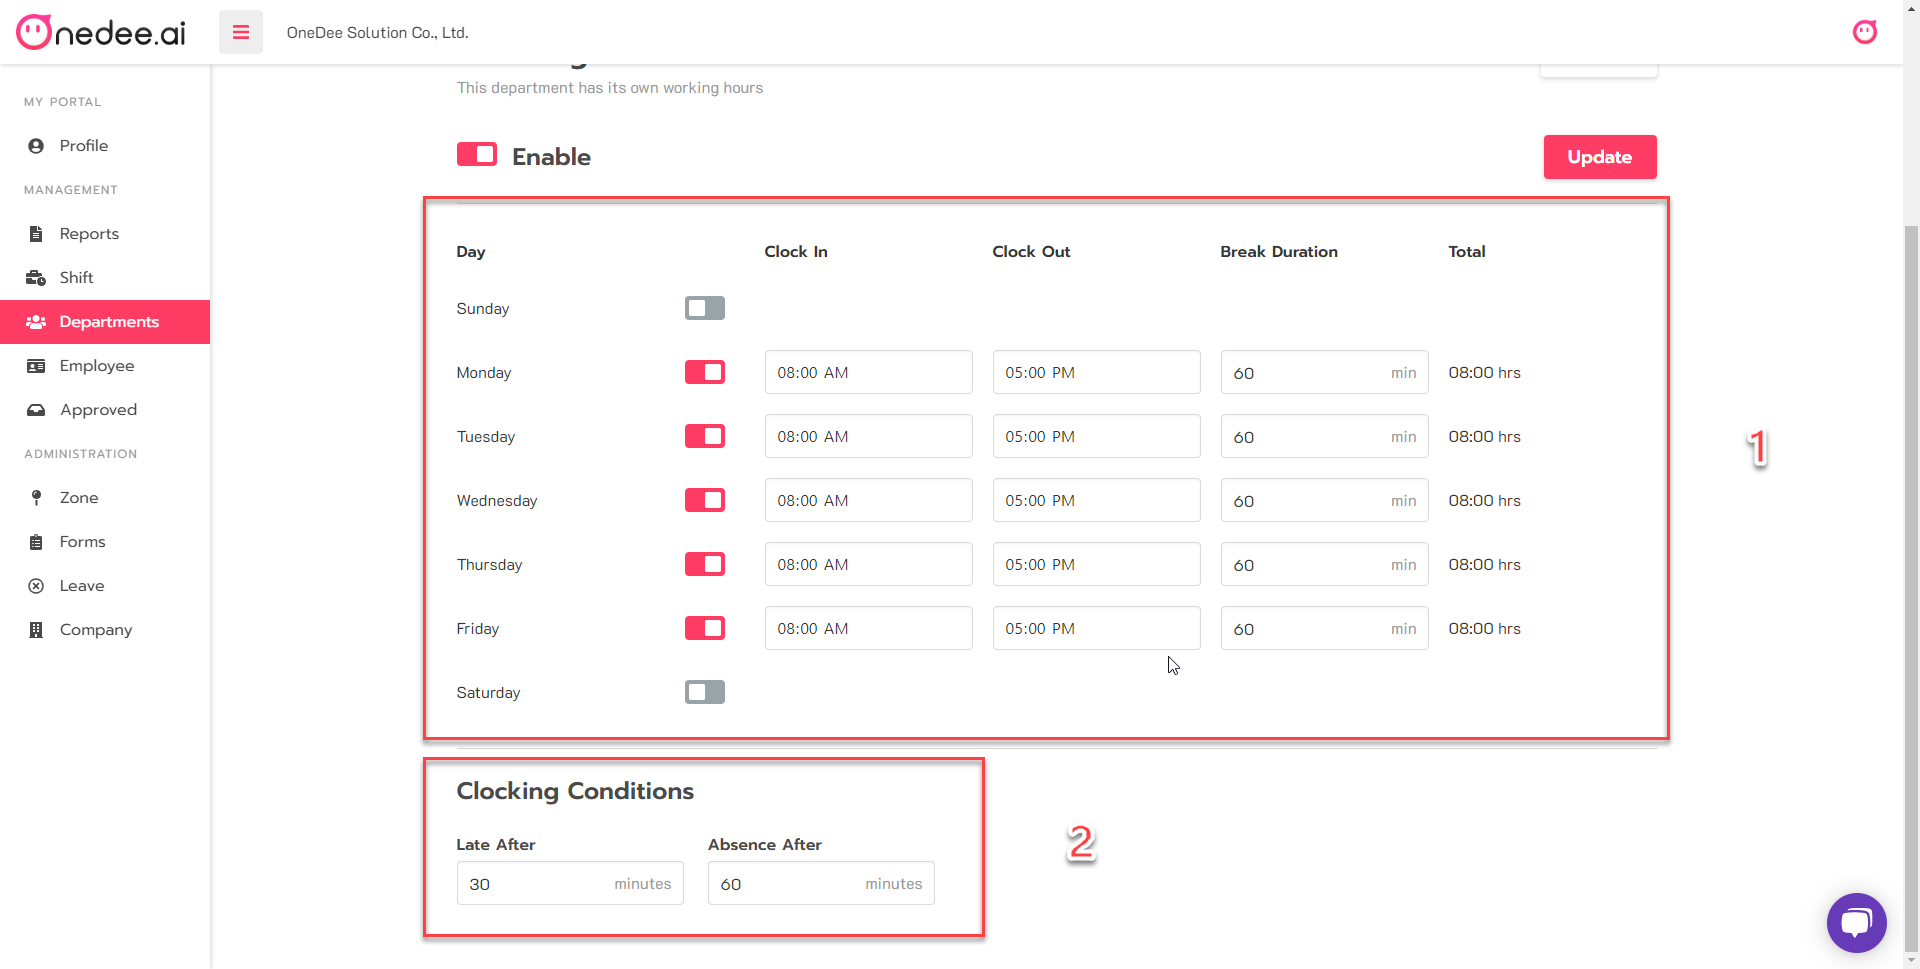 nedee.ai
OneDee Solution Co., Ltd.
MY PORTAL
Profile
MANAGEMENT
Reports
Shift
Departments
Employee
Approved
ADMINISTRATION
Zone
Forms
Leave
Company
This department has its own working hours
Enable
Update
Day Clock In Clock Out Break Duration Total
Sunday
Monday 08:00 AM 05:00 PM 60 min 08:00 hrs
Tuesday 08:00 AM 05:00 PM 60 min 08:00 hrs
Wednesday 08:00 AM 05:00 PM 60 min 08:00 hrs
Thursday 08:00 AM 05:00 PM 60 min 08:00 hrs
Friday 08:00 AM 05:00 PM 60 min 08:00 hrs
Saturday
1
Clocking Conditions
Late After Absence After
30 minutes 60 minutes
2